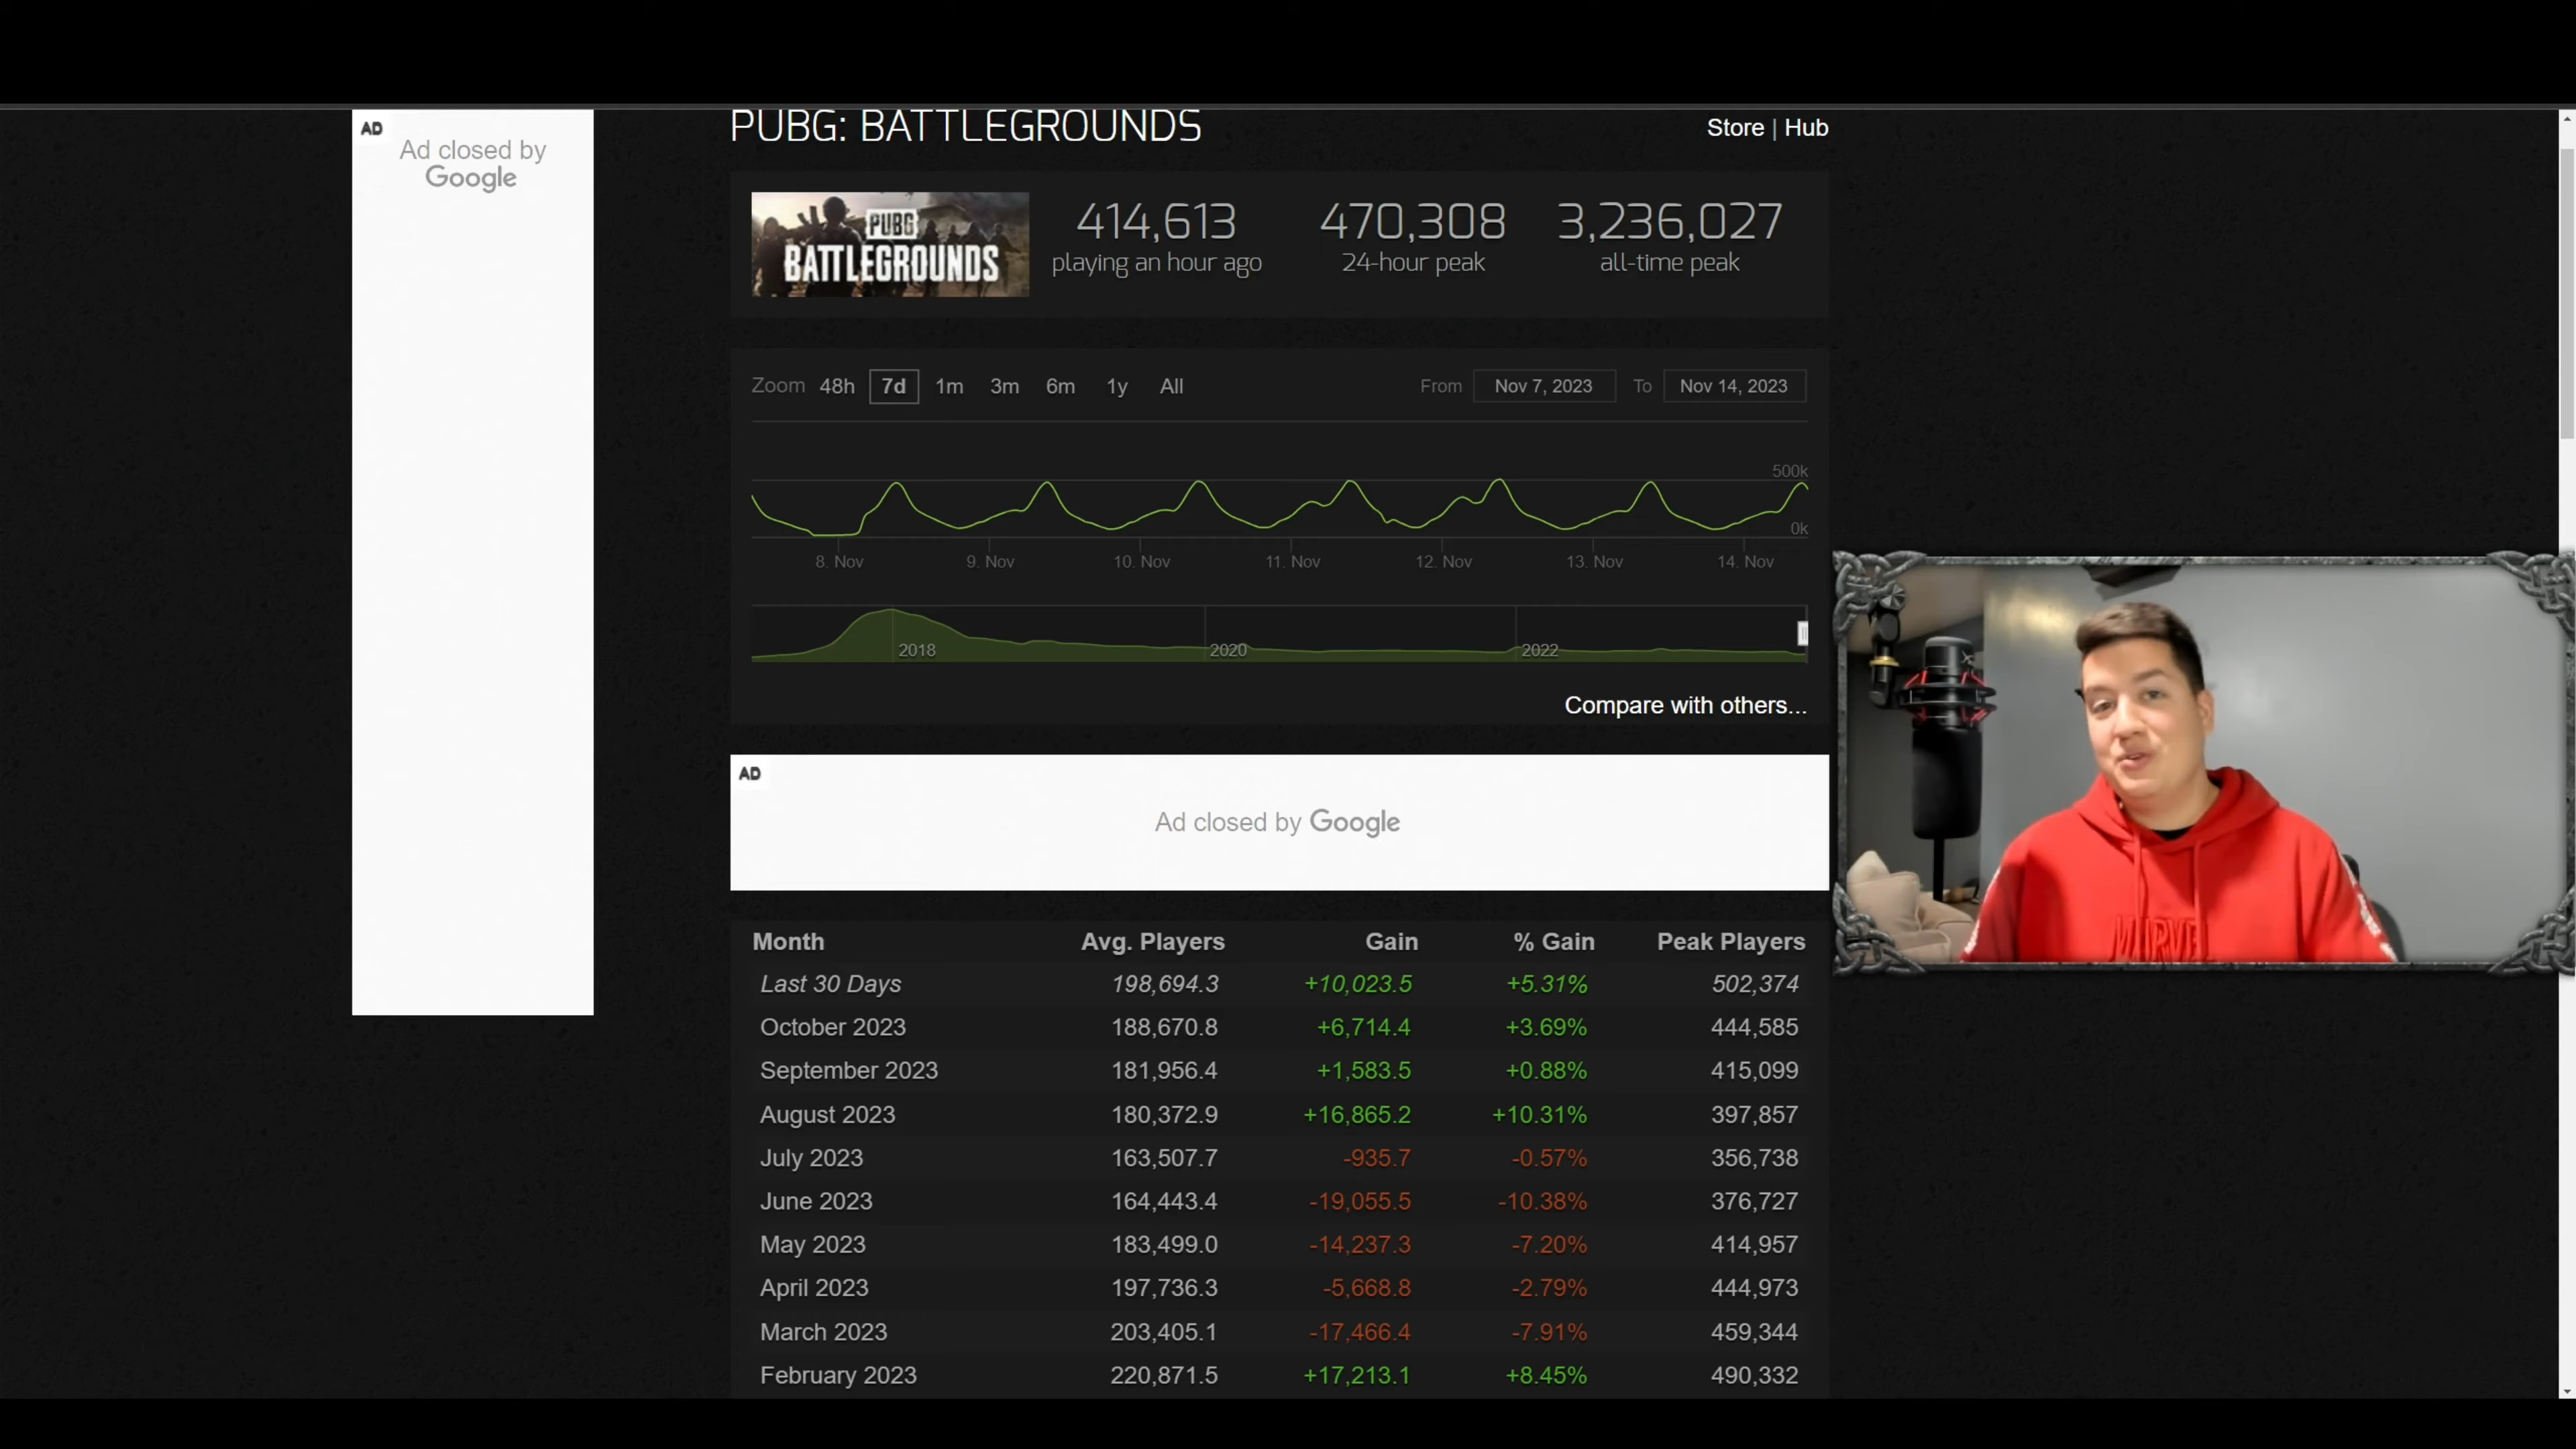 AD
Ad closed by
Google
PUBG: BATTLEGROUNDS
Store | Hub
PUBG
BATTLEGROUNDS
414,613
playing an hour ago
470,308
24-hour peak
3,236,027
all-time peak
Zoom 48h 7d 1m 3m 6m 1y All
From Nov 7, 2023 To Nov 14, 2023
500k
0k
8. Nov 9. Nov 10. Nov 11. Nov 12. Nov 13. Nov 14. Nov
2018 2020 2022
Compare with others...
AD
Ad closed by Google
Month Avg. Players Gain % Gain Peak Players
Last 30 Days 198,694.3 +10,023.5 +5.31% 502,374
October 2023 188,670.8 +6,714.4 +3.69% 444,585
September 2023 181,956.4 +1,583.5 +0.88% 415,099
August 2023 180,372.9 +16,865.2 +10.31% 397,857
July 2023 163,507.7 -935.7 -0.57% 356,738
June 2023 164,443.4 -19,055.5 -10.38% 376,727
May 2023 183,499.0 -14,237.3 -7.20% 414,957
April 2023 197,736.3 -5,668.8 -2.79% 444,973
March 2023 203,405.1 -17,466.4 -7.91% 459,344
February 2023 220,871.5 +17,213.1 +8.45% 490,332
MARVEL